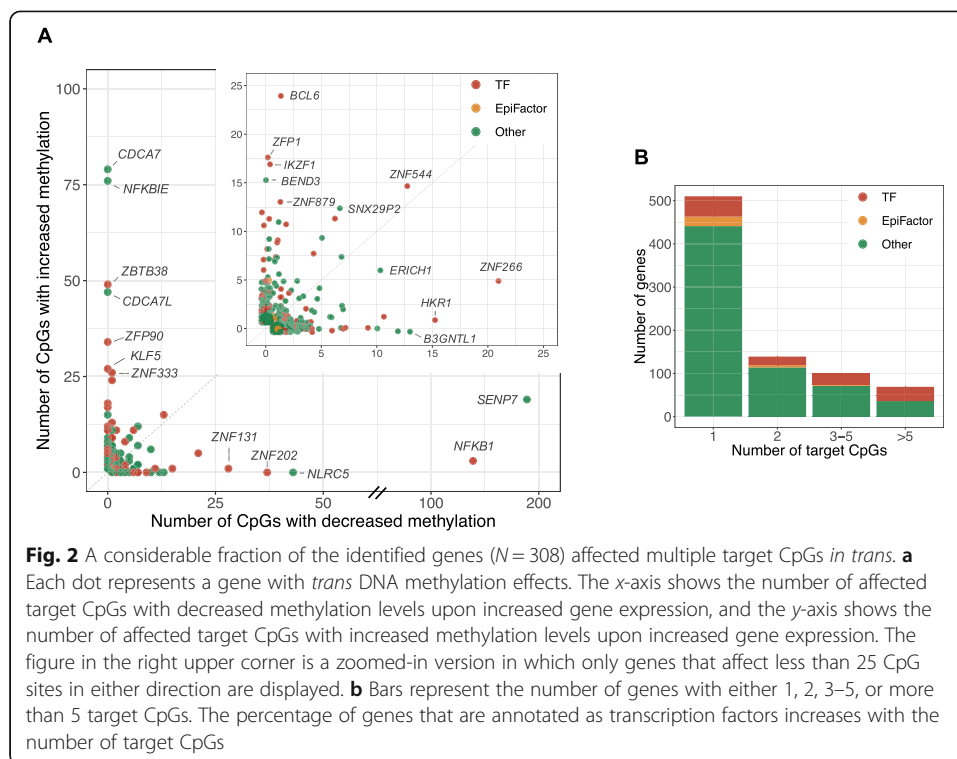 A
Number of CpGs with increased methylation
100
75
50
25
0
CDCA7
NFKBIE
ZBTB38
CDCA7L
ZFP90
KLF5
ZNF333
ZNF131
ZNF202
NLRC5
NFKB1
SENP7
0
25
50
100
200
Number of CpGs with decreased methylation
25
20
15
10
5
0
BCL6
ZFP1
IKZF1
BEND3
ZNF879
ZNF544
SNX29P2
ERICH1
ZNF266
HKR1
B3GNTL1
TF
EpiFactor
Other
0
5
10
15
20
25
B
Number of genes
500
400
300
200
100
0
TF
EpiFactor
Other
1
2
3−5
>5
Number of target CpGs
Fig. 2 A considerable fraction of the identified genes (N = 308) affected multiple target CpGs in trans. a
Each dot represents a gene with trans DNA methylation effects. The x-axis shows the number of affected
target CpGs with decreased methylation levels upon increased gene expression, and the y-axis shows the
number of affected target CpGs with increased methylation levels upon increased gene expression. The
figure in the right upper corner is a zoomed-in version in which only genes that affect less than 25 CpG
sites in either direction are displayed. b Bars represent the number of genes with either 1, 2, 3–5, or more
than 5 target CpGs. The percentage of genes that are annotated as transcription factors increases with the
number of target CpGs